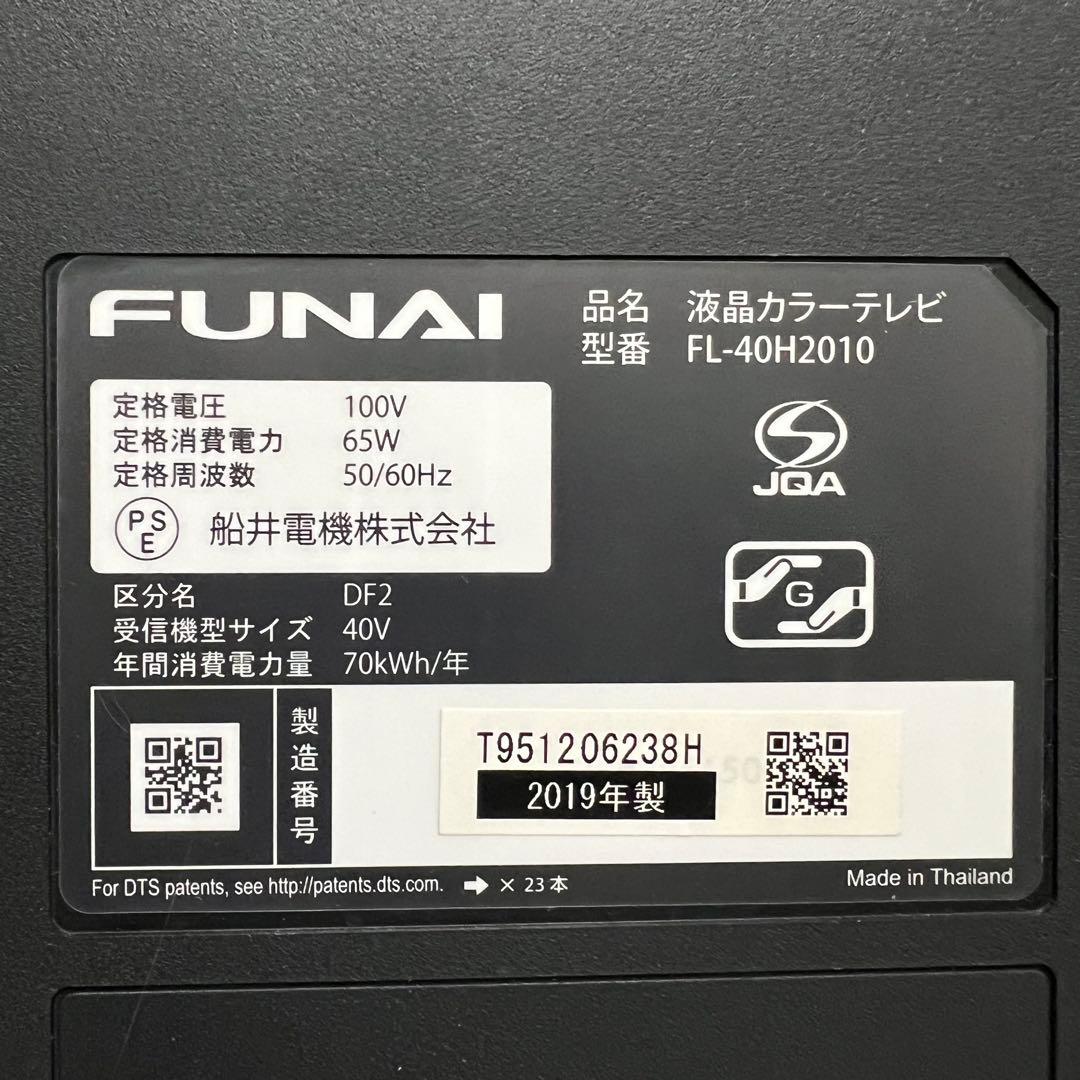 FUNAI
品名 液晶カラーテレビ
型番 FL-40H2010
定格電圧 100V
定格消費電力 65W
定格周波数 50/60Hz
PSE 船井電機株式会社
JQA
G
区分名 DF2
受信機型サイズ 40V
年間消費電力量 70kWh/年
製造番号
T951206238H
2019年製
For DTS patents, see http://patents.dts.com. ➡ × 23本
Made in Thailand